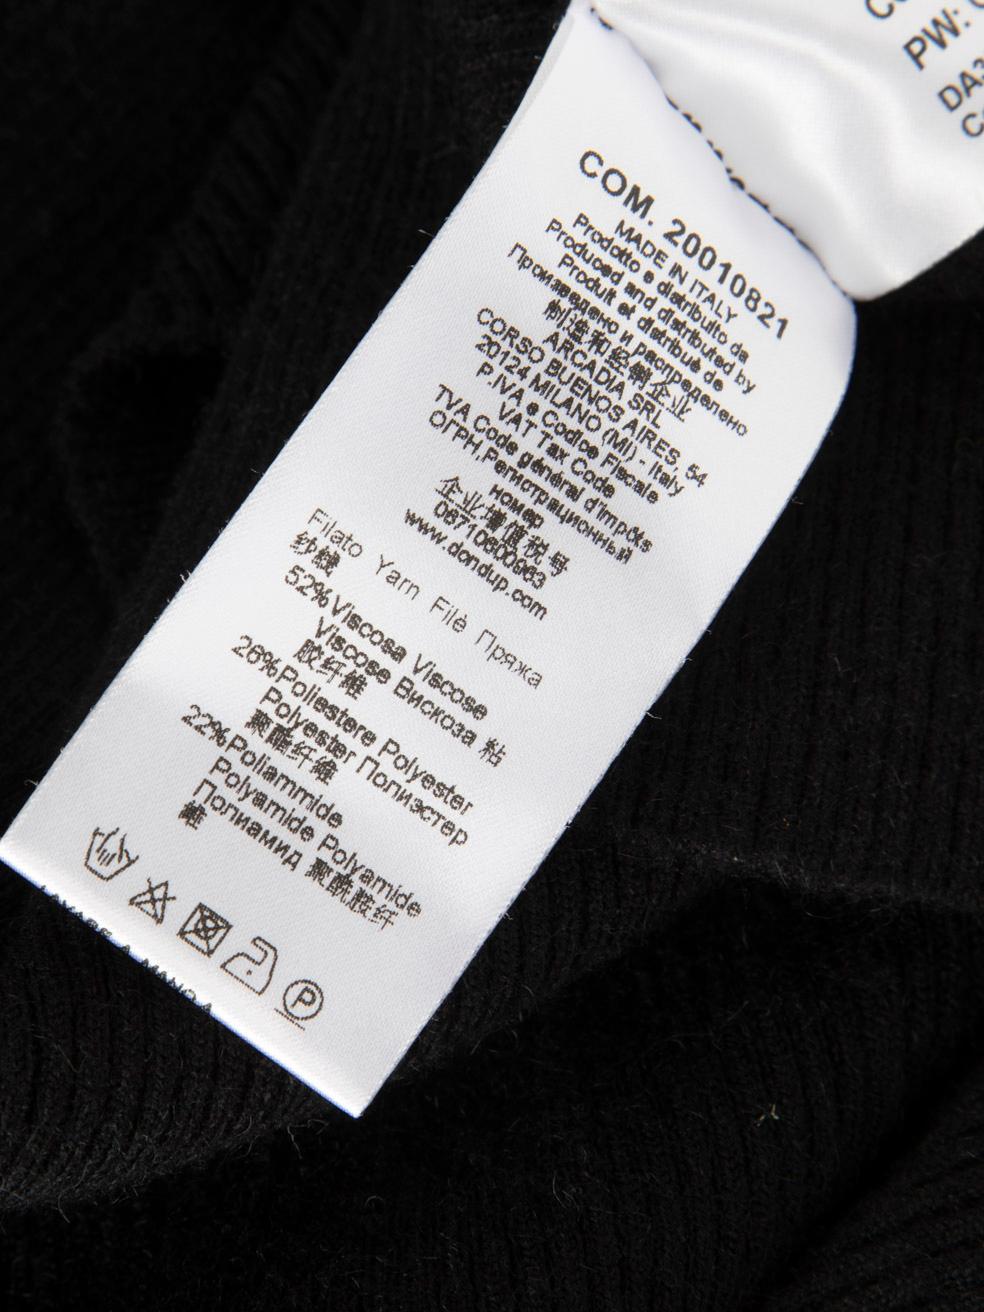 COM. 20010821
MADE IN ITALY
Prodotto e distribuito da
Produced and distributed by
Produit et distribué de
Произведено и распределено
制造和经销企业
ARCADIA SRL
CORSO BUENOS AIRES, 54
20124 MILANO (MI) - Italy
P.IVA e Codice Fiscale
VAT Tax Code
TVA Code général d'impôts
ОГРН,Регистрационный
номер
企业增值税号
www.dondup.com
Filato Yarn Filè Пряжа
纱线
52%Viscosa Viscose
Viscose Вискоза 粘
胶纤维
26%Poliestere Polyester
Polyester Полиэстер
聚酯纤维
22%Poliammide
Polyamide Polyamide
Полиамид 聚酰胺纤
维
P
PW: